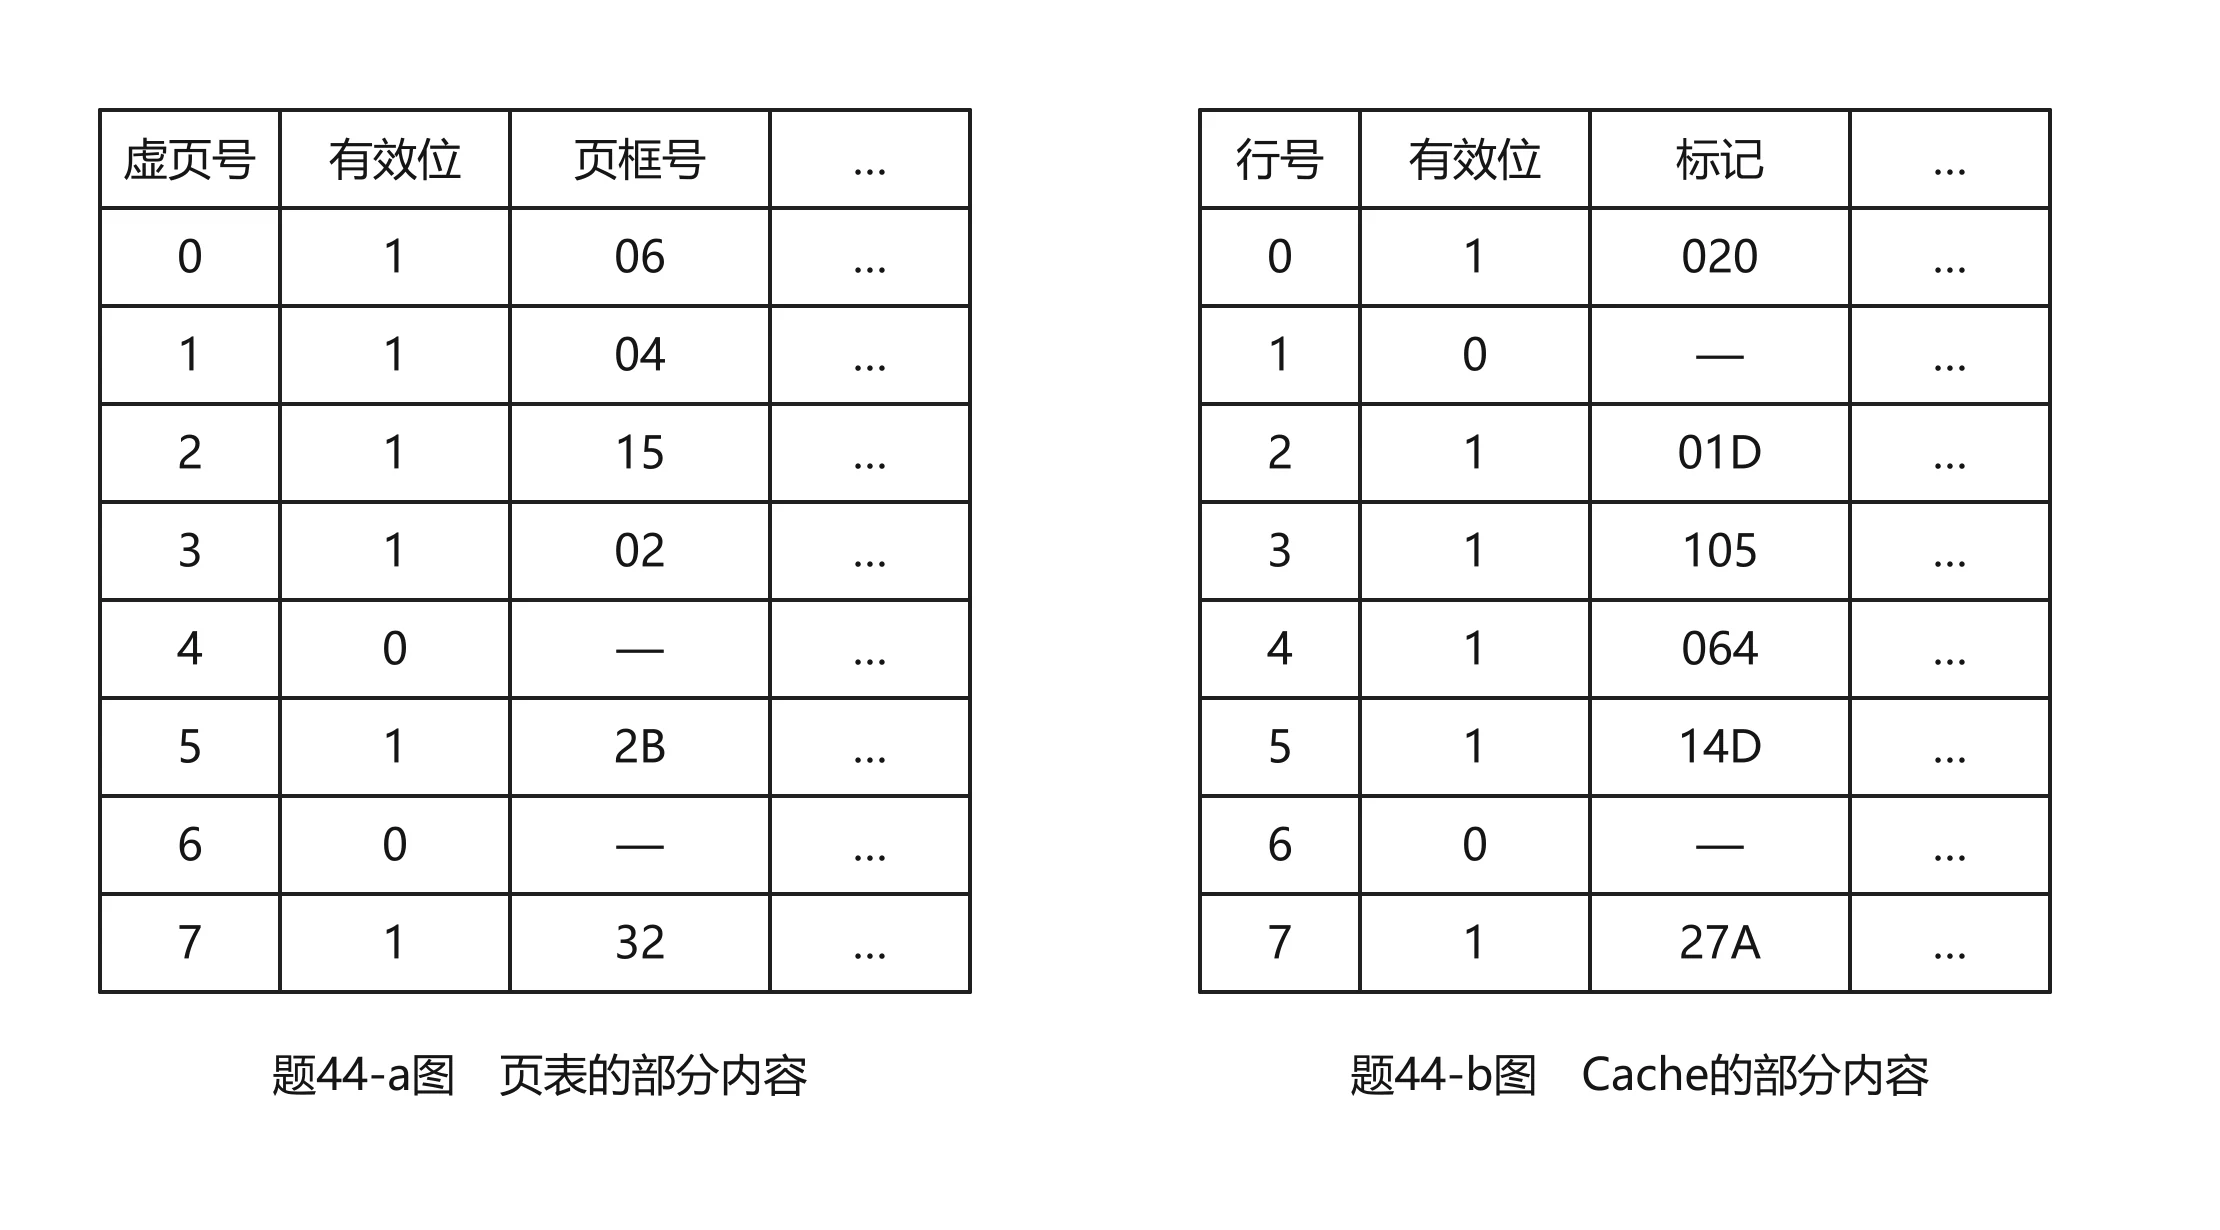 虚页号 有效位 页框号 …
0 1 06 …
1 1 04 …
2 1 15 …
3 1 02 …
4 0 — …
5 1 2B …
6 0 — …
7 1 32 …
题44-a图 页表的部分内容
行号 有效位 标记 …
0 1 020 …
1 0 — …
2 1 01D …
3 1 105 …
4 1 064 …
5 1 14D …
6 0 — …
7 1 27A …
题44-b图 Cache的部分内容